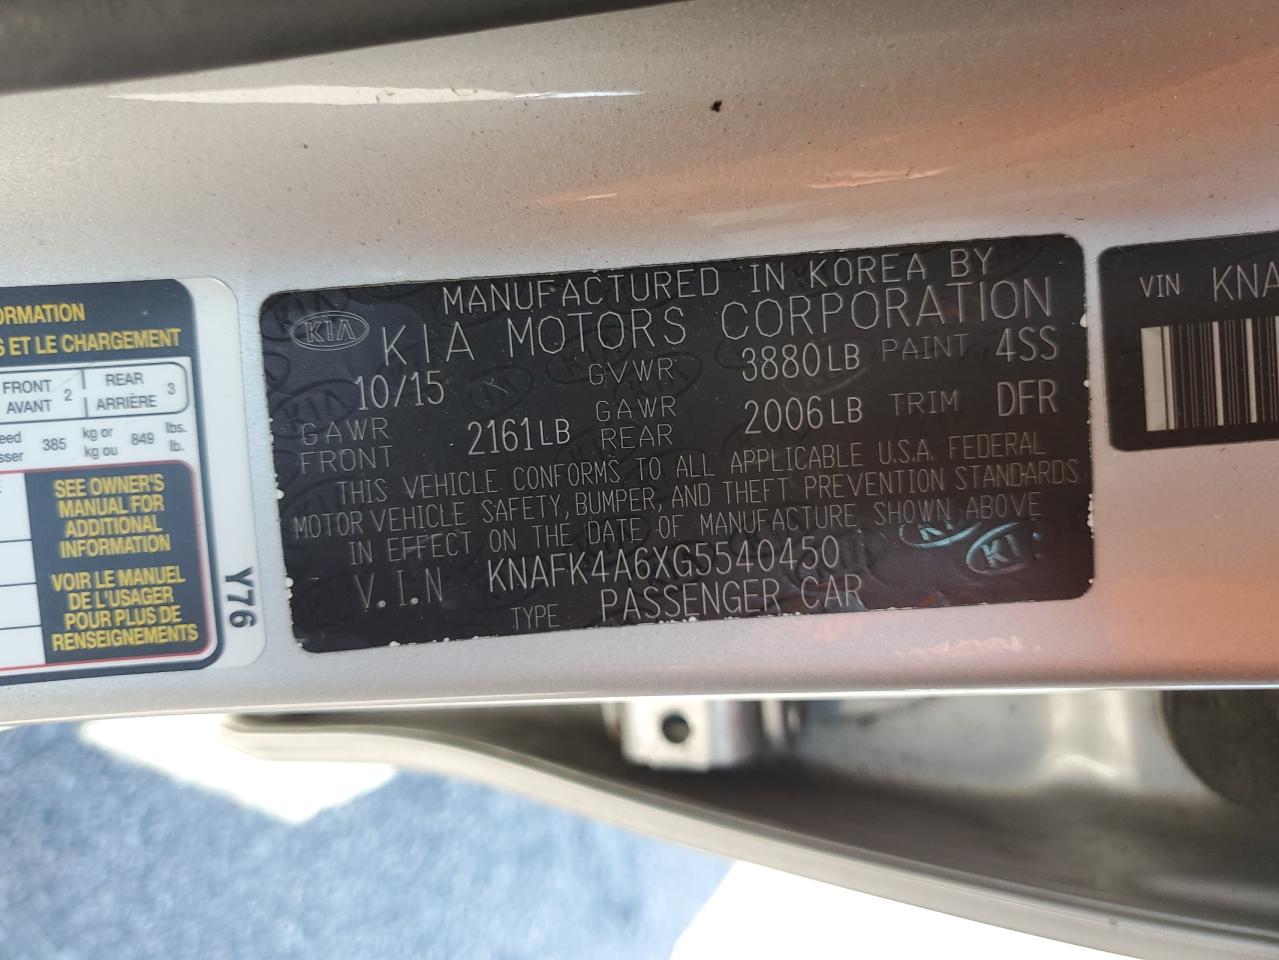 ORMATION
S ET LE CHARGEMENT
FRONT
AVANT 2
REAR
ARRIÈRE 3
eed
sser
385
kg or
kg ou
849
lbs.
lb.
SEE OWNER'S
MANUAL FOR
ADDITIONAL
INFORMATION
VOIR LE MANUEL
DE L'USAGER
POUR PLUS DE
RENSEIGNEMENTS
Y76
KIA
MANUFACTURED IN KOREA BY
KIA MOTORS CORPORATION
10/15 GVWR 3880LB PAINT 4SS
GAWR FRONT 2161LB GAWR REAR 2006LB TRIM DFR
THIS VEHICLE CONFORMS TO ALL APPLICABLE U.S.A. FEDERAL
MOTOR VEHICLE SAFETY, BUMPER, AND THEFT PREVENTION STANDARDS
IN EFFECT ON THE DATE OF MANUFACTURE SHOWN ABOVE
V.I.N KNAFK4A6XG5540450
TYPE PASSENGER CAR
KIA
VIN KNA